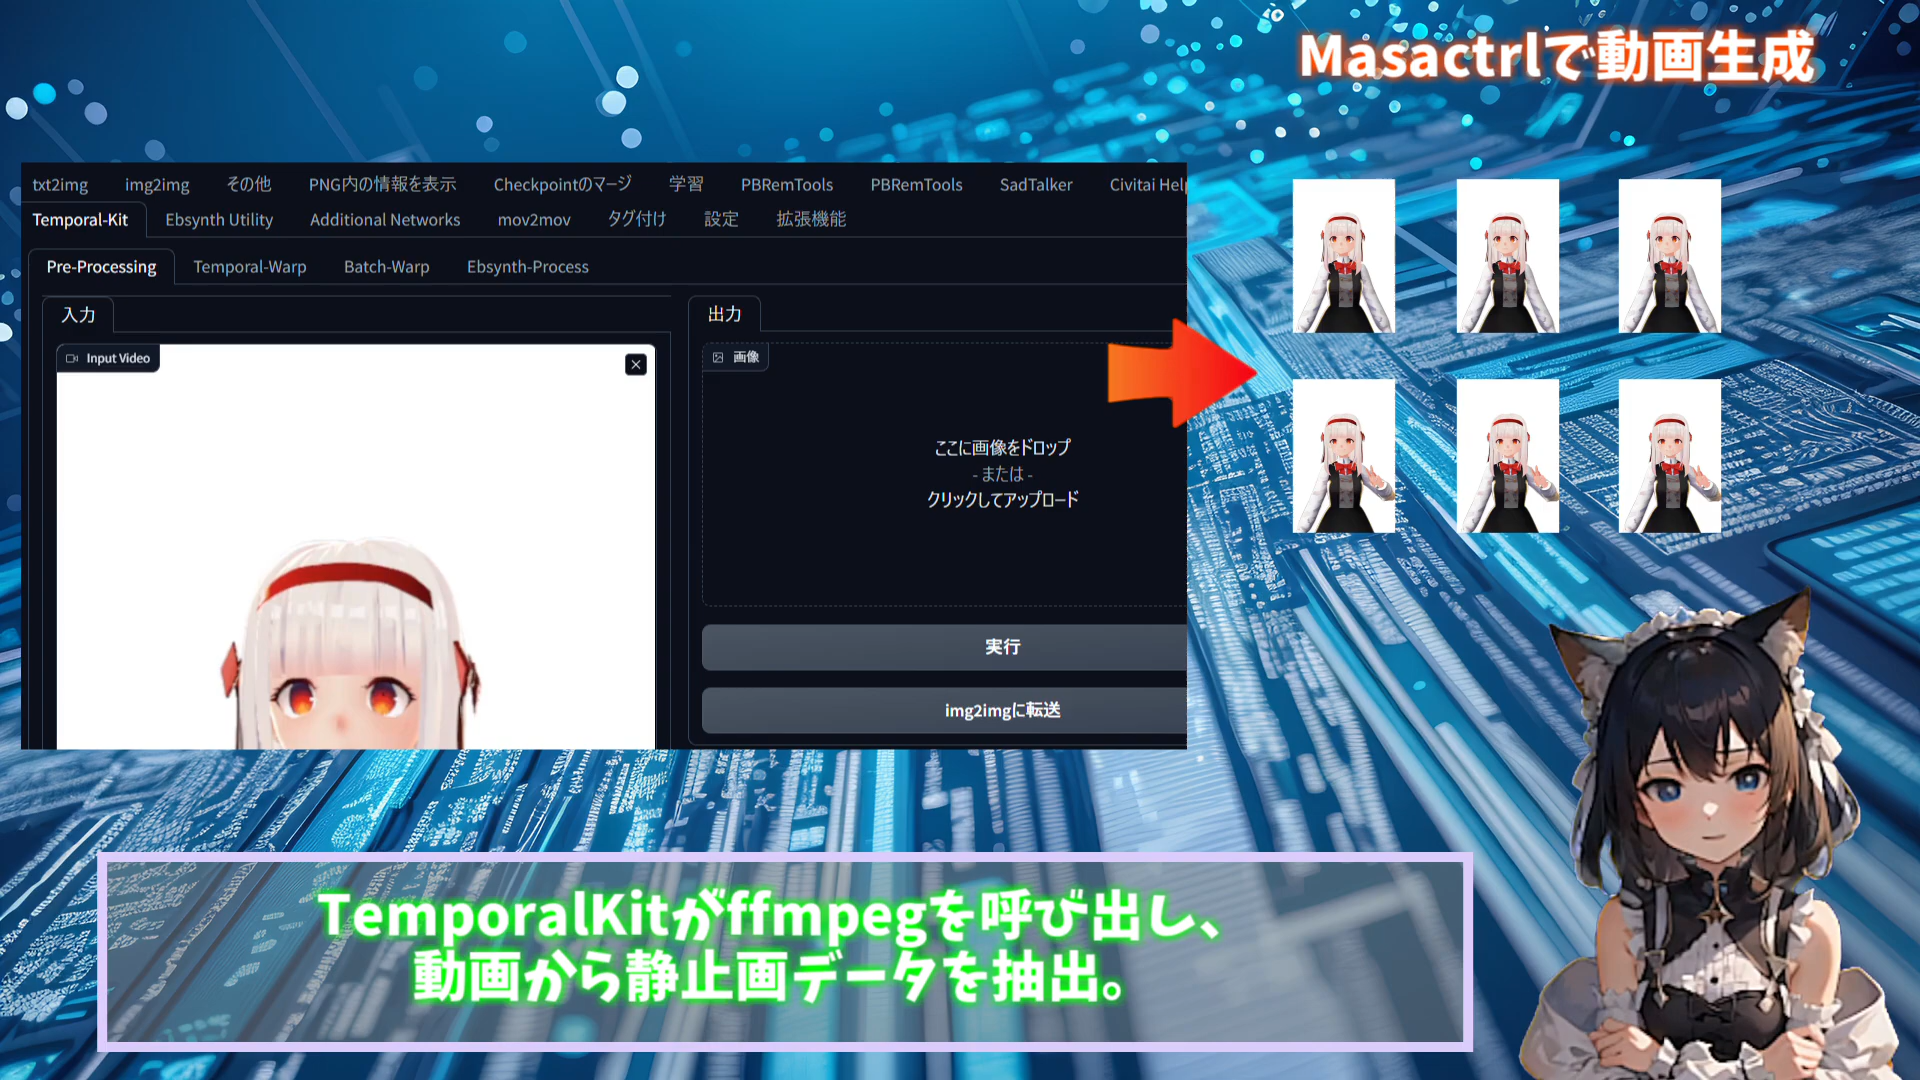 Masactrlで動画生成
txt2img img2img その他 PNG内の情報を表示 Checkpointのマージ 学習 PBRemTools PBRemTools SadTalker Civitai Help
Temporal-Kit Ebsynth Utility Additional Networks mov2mov タグ付け 設定 拡張機能
Pre-Processing Temporal-Warp Batch-Warp Ebsynth-Process
入力
Input Video
出力
画像
ここに画像をドロップ
- または -
クリックしてアップロード
実行
img2imgに転送
TemporalKitがffmpegを呼び出し、
動画から静止画データを抽出。